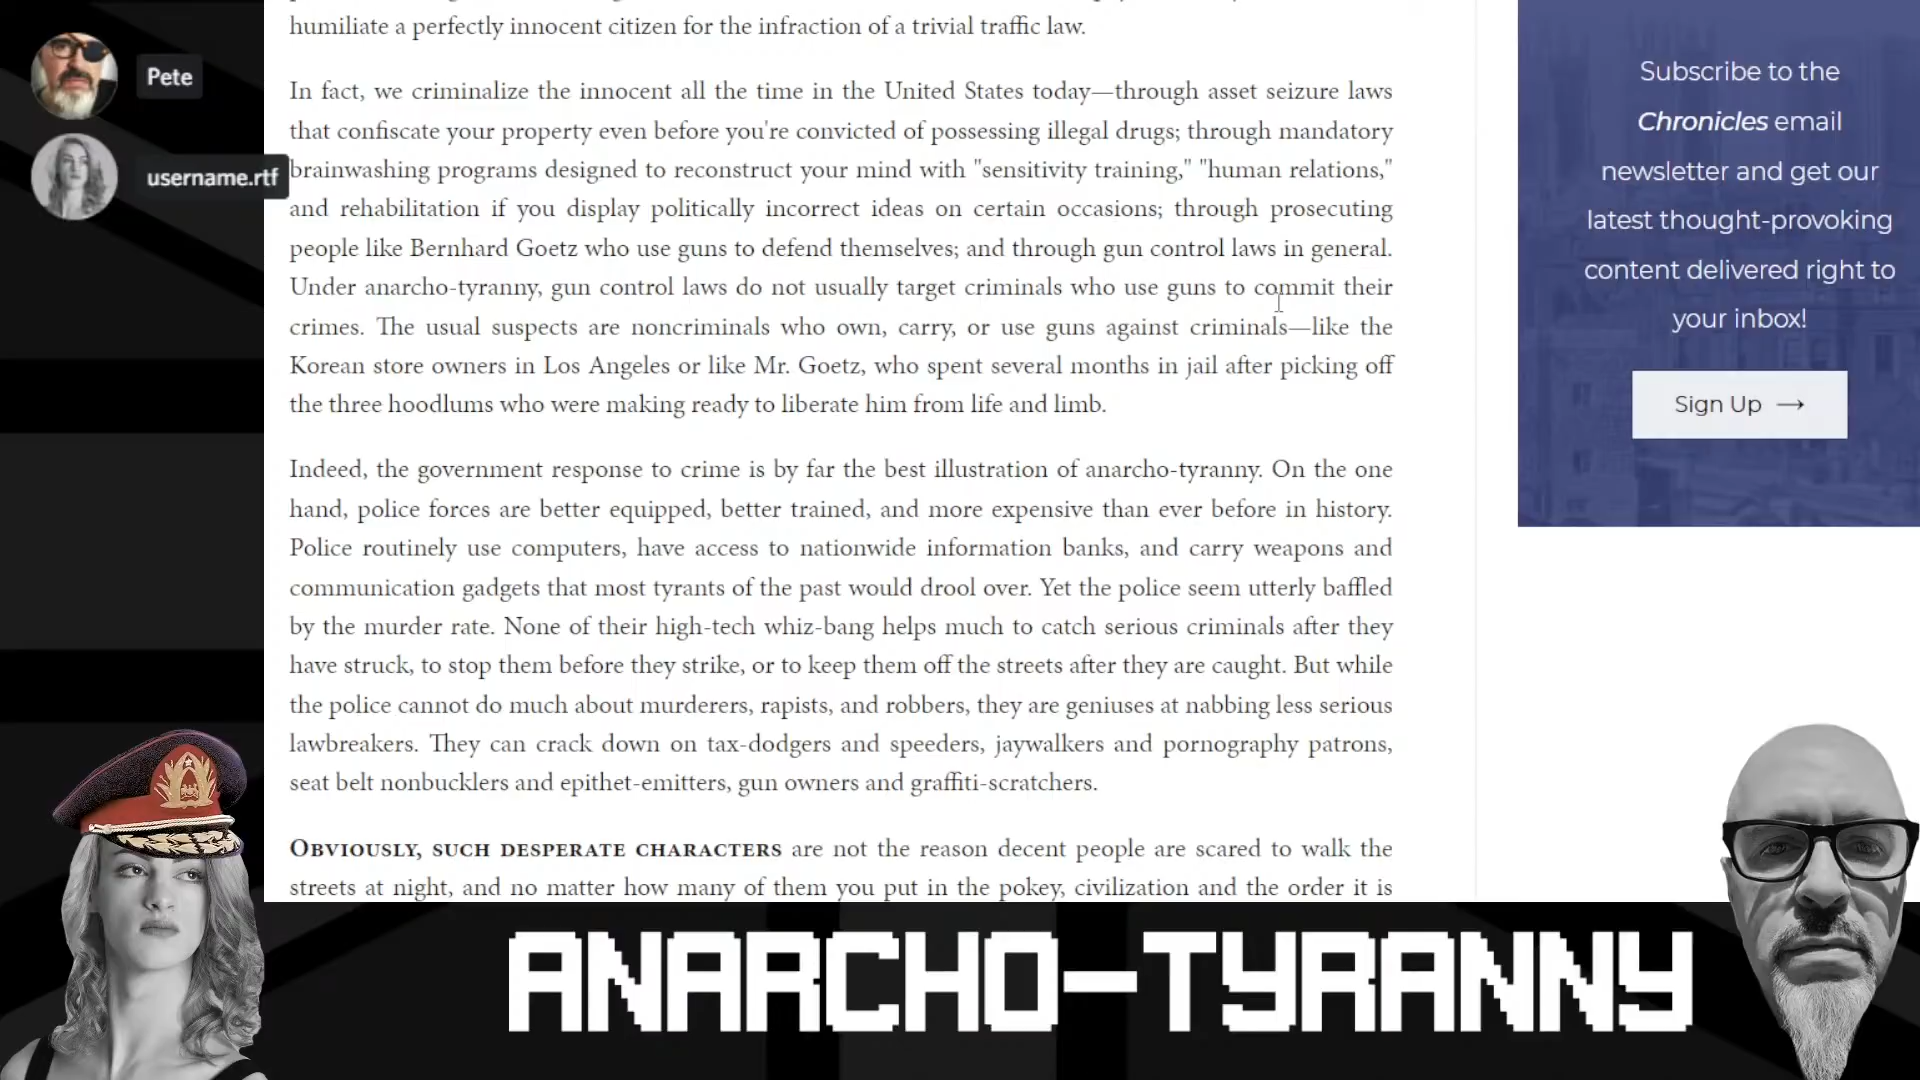 Pete
username.rtf
humiliate a perfectly innocent citizen for the infraction of a trivial traffic law.
In fact, we criminalize the innocent all the time in the United States today—through asset seizure laws
that confiscate your property even before you're convicted of possessing illegal drugs; through mandatory
brainwashing programs designed to reconstruct your mind with "sensitivity training," "human relations,"
and rehabilitation if you display politically incorrect ideas on certain occasions; through prosecuting
people like Bernhard Goetz who use guns to defend themselves; and through gun control laws in general.
Under anarcho-tyranny, gun control laws do not usually target criminals who use guns to commit their
crimes. The usual suspects are noncriminals who own, carry, or use guns against criminals—like the
Korean store owners in Los Angeles or like Mr. Goetz, who spent several months in jail after picking off
the three hoodlums who were making ready to liberate him from life and limb.
Indeed, the government response to crime is by far the best illustration of anarcho-tyranny. On the one
hand, police forces are better equipped, better trained, and more expensive than ever before in history.
Police routinely use computers, have access to nationwide information banks, and carry weapons and
communication gadgets that most tyrants of the past would drool over. Yet the police seem utterly baffled
by the murder rate. None of their high-tech whiz-bang helps much to catch serious criminals after they
have struck, to stop them before they strike, or to keep them off the streets after they are caught. But while
the police cannot do much about murderers, rapists, and robbers, they are geniuses at nabbing less serious
lawbreakers. They can crack down on tax-dodgers and speeders, jaywalkers and pornography patrons,
seat belt nonbucklers and epithet-emitters, gun owners and graffiti-scratchers.
OBVIOUSLY, SUCH DESPERATE CHARACTERS are not the reason decent people are scared to walk the
streets at night, and no matter how many of them you put in the pokey, civilization and the order it is
Subscribe to the
Chronicles email
newsletter and get our
latest thought-provoking
content delivered right to
your inbox!
Sign Up →
ANARCHO-TYRANNY